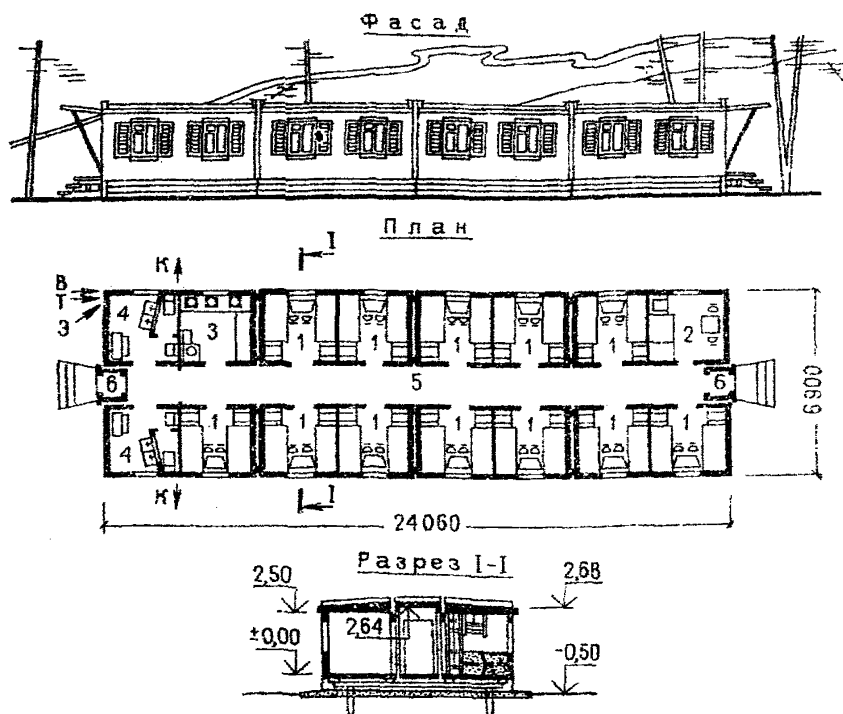 Фасад
План
I
К
В
Т
Э
4 3 1 1 1 1 1 2
6 5 6
4 1 1 1 1 1 1 1
К
I
6900
24060
Разрез I-I
2,50 2,68
2,64
±0,00
-0,50